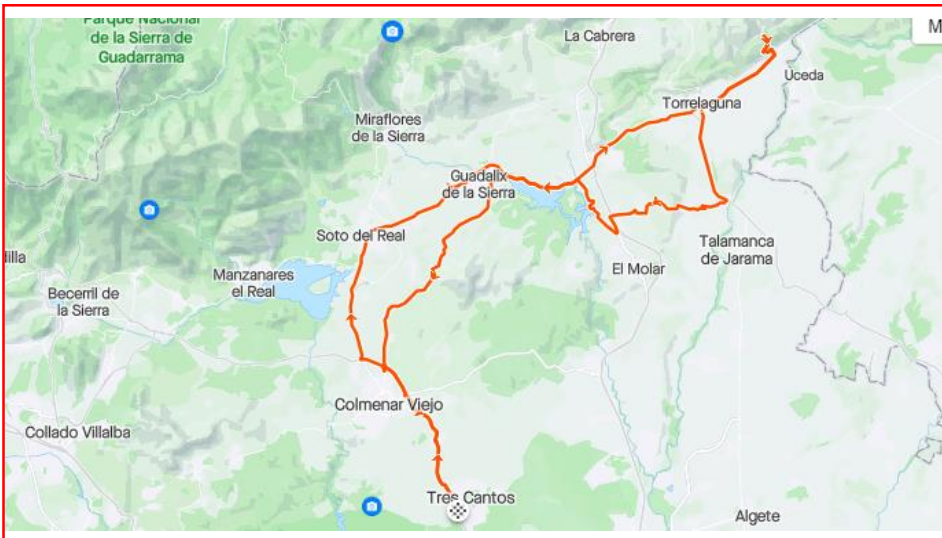 Parque Nacional
de la Sierra de
Guadarrama
La Cabrera
M
Uceda
Torrelaguna
Miraflores
de la Sierra
Guadalix
de la Sierra
Soto del Real
Talamanca
de Jarama
illa
Manzanares
el Real
El Molar
Becerril de
la Sierra
Colmenar Viejo
Collado Villalba
Tres Cantos
Algete